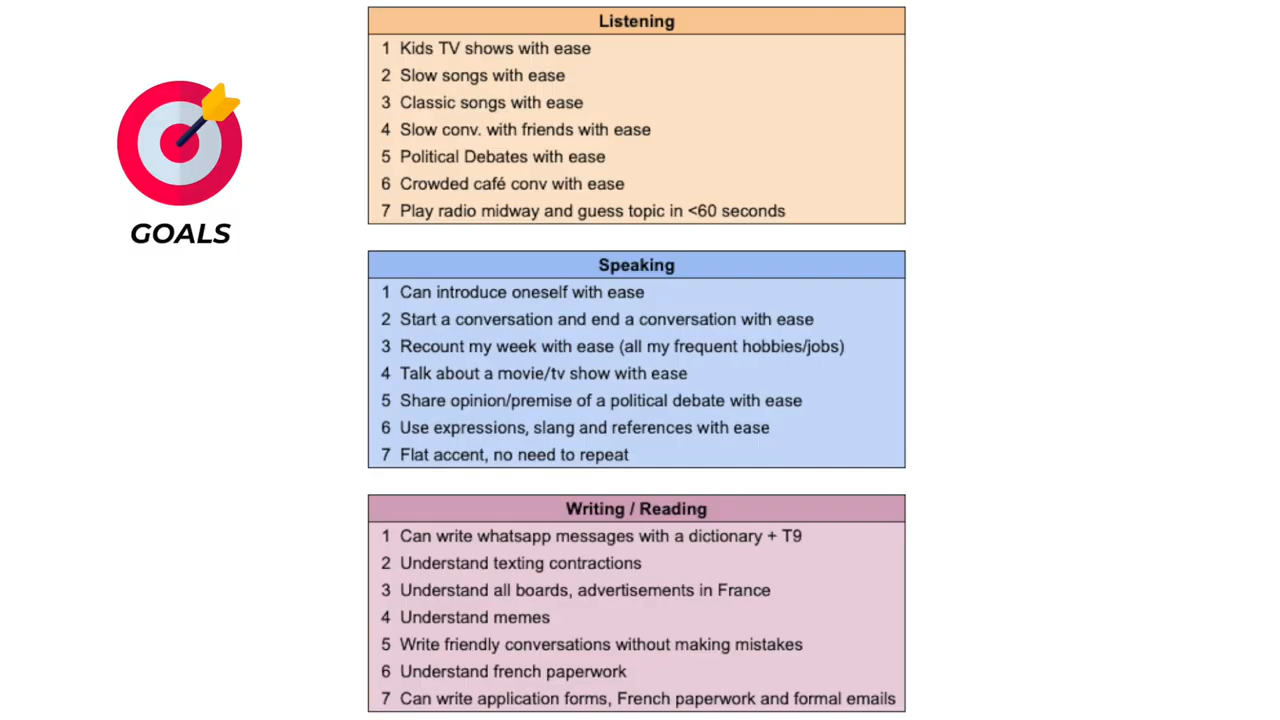 GOALS
Listening
1 Kids TV shows with ease
2 Slow songs with ease
3 Classic songs with ease
4 Slow conv. with friends with ease
5 Political Debates with ease
6 Crowded café conv with ease
7 Play radio midway and guess topic in <60 seconds
Speaking
1 Can introduce oneself with ease
2 Start a conversation and end a conversation with ease
3 Recount my week with ease (all my frequent hobbies/jobs)
4 Talk about a movie/tv show with ease
5 Share opinion/premise of a political debate with ease
6 Use expressions, slang and references with ease
7 Flat accent, no need to repeat
Writing / Reading
1 Can write whatsapp messages with a dictionary + T9
2 Understand texting contractions
3 Understand all boards, advertisements in France
4 Understand memes
5 Write friendly conversations without making mistakes
6 Understand french paperwork
7 Can write application forms, French paperwork and formal emails